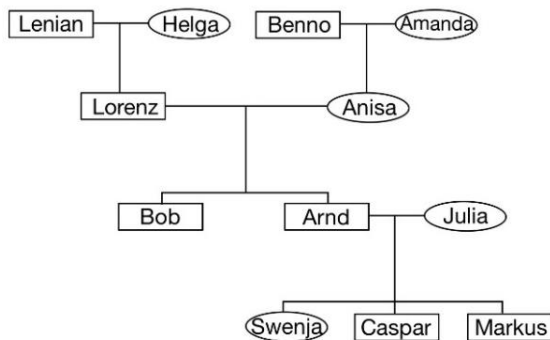 Lenian Helga Benno Amanda
Lorenz Anisa
Bob Arnd Julia
Swenja Caspar Markus